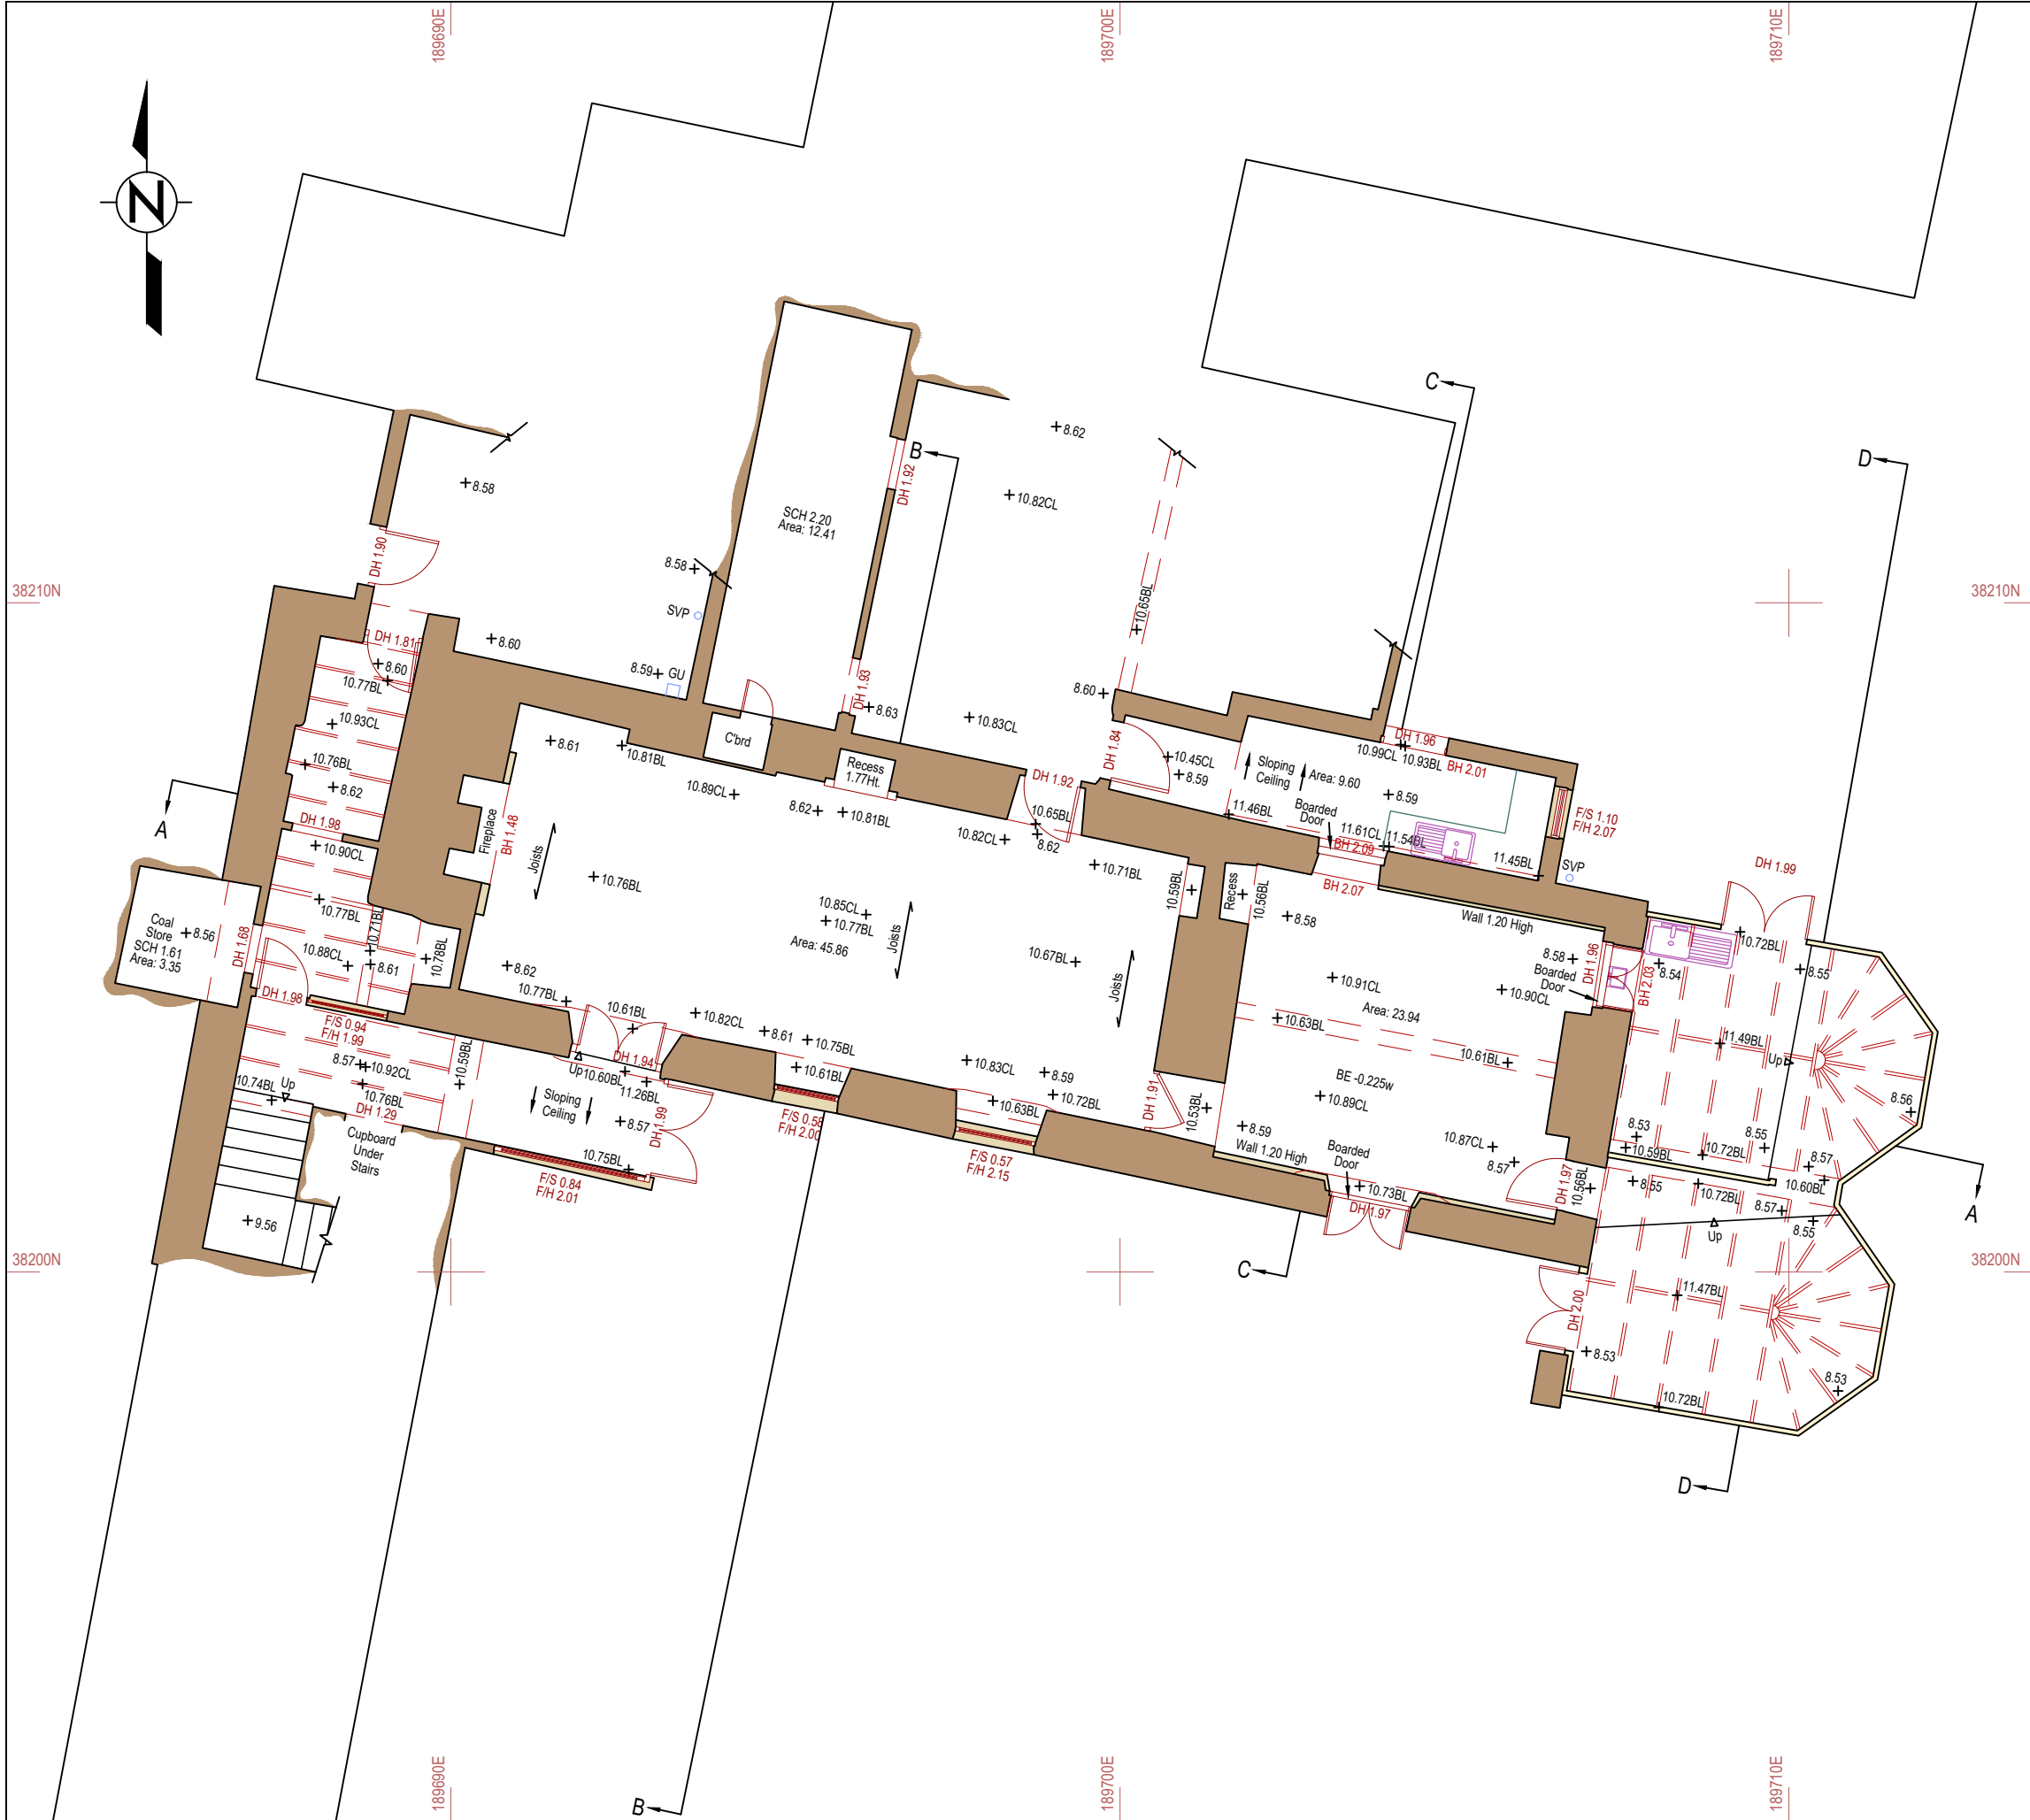 189690E
189700E
189710E
N
C
D
B
8.62
8.58
DH 1.92
10.82CL
SCH 2.20
Area: 12.41
DH 1.90
8.58
38210N
38210N
SVP
10.65BL
DH 1.81
8.60
8.60
8.59
GU
10.77BL
DH 1.93
8.60
8.63
10.93CL
10.83CL
C'brd
8.61
10.81BL
DH 1.84
DH 1.96
10.99CL
10.93BL
10.45CL
8.59
Sloping
Ceiling
BH 2.01
Area: 9.60
10.76BL
Recess
1.77Ht.
DH 1.92
8.62
10.89CL
8.62
10.81BL
10.65BL
Boarded
Door
8.59
11.46BL
F/S 1.10
F/H 2.07
A
DH 1.98
Fireplace
BH 1.48
10.82CL
8.62
11.61CL
11.54BL
BH 2.09
10.90CL
Joists
11.45BL
SVP
DH 1.99
10.71BL
10.59BL
Recess
10.56BL
BH 2.07
10.76BL
10.77BL
10.71BL
10.85CL
10.77BL
8.58
Wall 1.20 High
Coal
Store
SCH 1.61
Area: 3.35
8.56
DH 1.68
Area: 45.86
Joists
10.72BL
10.88CL
8.61
10.78BL
8.62
10.67BL
Joists
8.58
Boarded
Door
DH 1.96
BH 2.03
8.54
8.55
DH 1.98
10.77BL
10.61BL
10.91CL
10.90CL
Area: 23.94
F/S 0.94
F/H 1.99
10.82CL
8.61
10.75BL
10.63BL
11.49BL
Up
8.57
10.92CL
10.59BL
DH 1.94
Up
10.60BL
10.61BL
10.83CL
8.59
10.61BL
10.74BL
Up
10.76BL
11.26BL
10.72BL
BE -0.225w
DH 1.29
Sloping
Ceiling
8.57
DH 1.99
F/S 0.58
F/H 2.00
10.63BL
DH 1.91
10.53BL
10.89CL
8.56
Cupboard
Under
Stairs
8.59
Wall 1.20 High
Boarded
Door
10.87CL
8.57
8.53
10.59BL
10.72BL
8.55
8.57
10.75BL
F/S 0.84
F/H 2.01
F/S 0.57
F/H 2.15
DH 1.97
10.56BL
8.55
10.72BL
10.60BL
8.57
8.55
10.73BL
DH 1.97
A
9.56
Up
38200N
38200N
C
11.47BL
DH 2.00
8.53
8.53
10.72BL
D
189690E
189700E
189710E
B